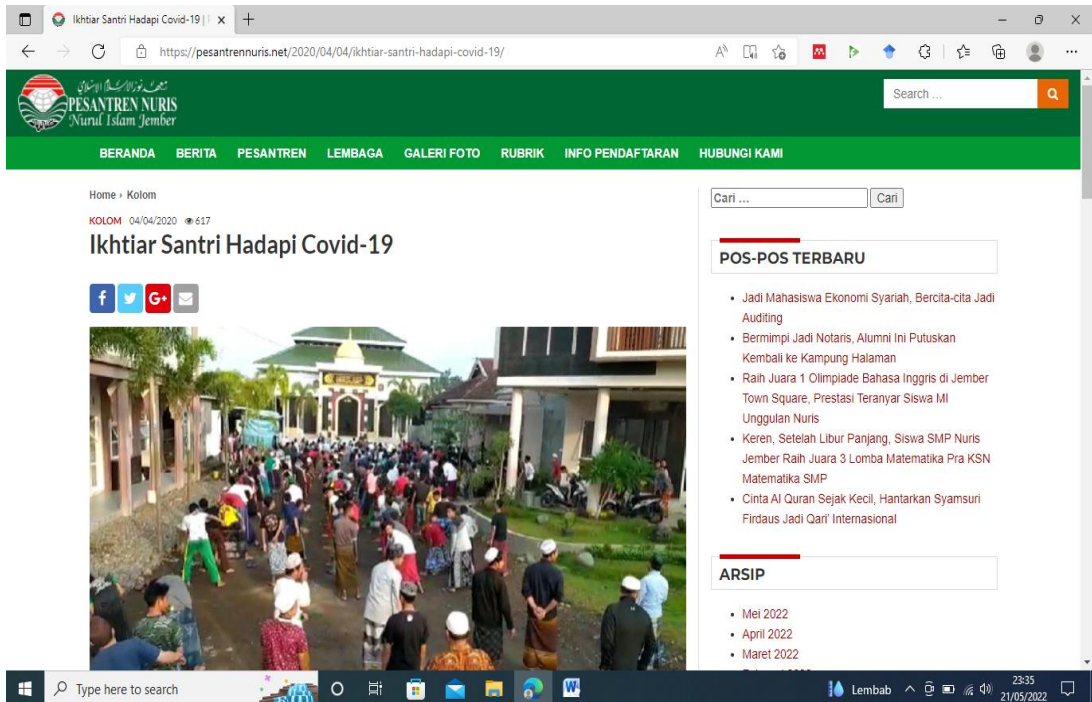 Ikhtiar Santri Hadapi Covid-19 |
https://pesantrennuris.net/2020/04/04/ikhtiar-santri-hadapi-covid-19/
PESANTREN NURIS
Nurul Islam Jember
Search ...
BERANDA BERITA PESANTREN LEMBAGA GALERI FOTO RUBRIK INFO PENDAFTARAN HUBUNGI KAMI
Home › Kolom
KOLOM 04/04/2020 617
Ikhtiar Santri Hadapi Covid-19
f G+
Cari ... Cari
POS-POS TERBARU
• Jadi Mahasiswa Ekonomi Syariah, Bercita-cita Jadi
Auditing
• Bermimpi Jadi Notaris, Alumni Ini Putuskan
Kembali ke Kampung Halaman
• Raih Juara 1 Olimpiade Bahasa Inggris di Jember
Town Square, Prestasi Teranyar Siswa MI
Unggulan Nuris
• Keren, Setelah Libur Panjang, Siswa SMP Nuris
Jember Raih Juara 3 Lomba Matematika Pra KSN
Matematika SMP
• Cinta Al Quran Sejak Kecil, Hantarkan Syamsuri
Firdaus Jadi Qari' Internasional
ARSIP
• Mei 2022
• April 2022
• Maret 2022
Type here to search
Lembab
23:35
21/05/2022